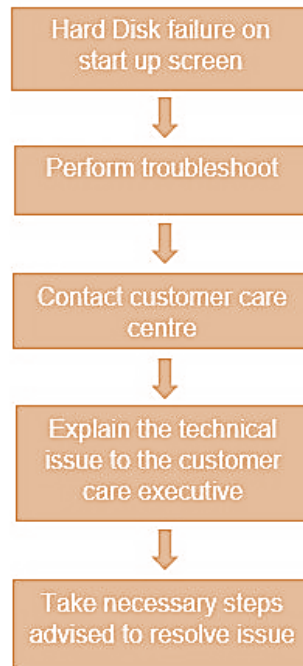 Hard Disk failure on
start up screen
Perform troubleshoot
Contact customer care
centre
Explain the technical
issue to the customer
care executive
Take necessary steps
advised to resolve issue